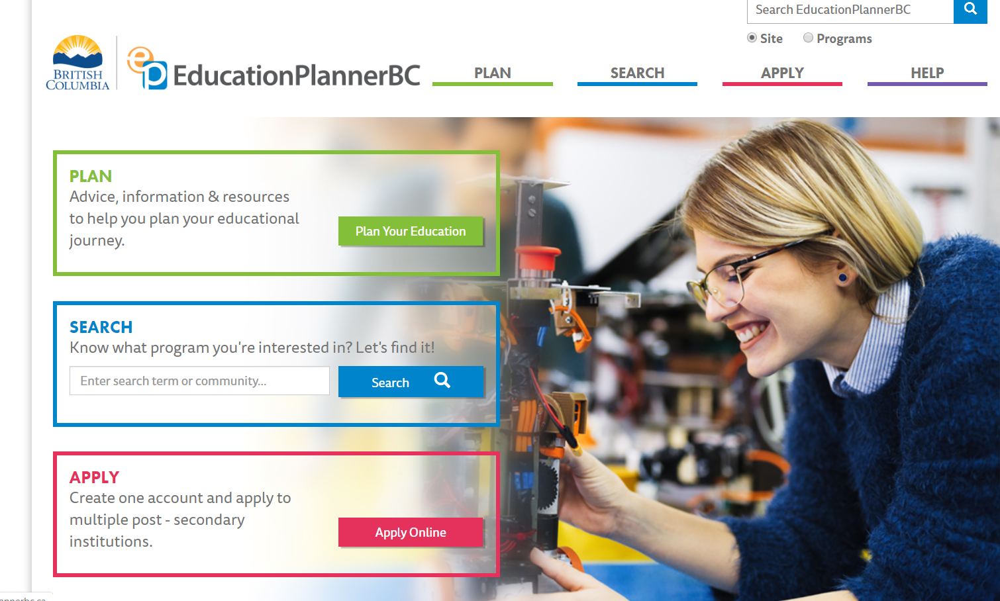 Search EducationPlannerBC
Site
Programs
BRITISH
COLUMBIA
ep
EducationPlannerBC
PLAN
SEARCH
APPLY
HELP
PLAN
Advice, information & resources
to help you plan your educational
journey.
Plan Your Education
SEARCH
Know what program you're interested in? Let's find it!
Enter search term or community...
Search
APPLY
Create one account and apply to
multiple post - secondary
institutions.
Apply Online